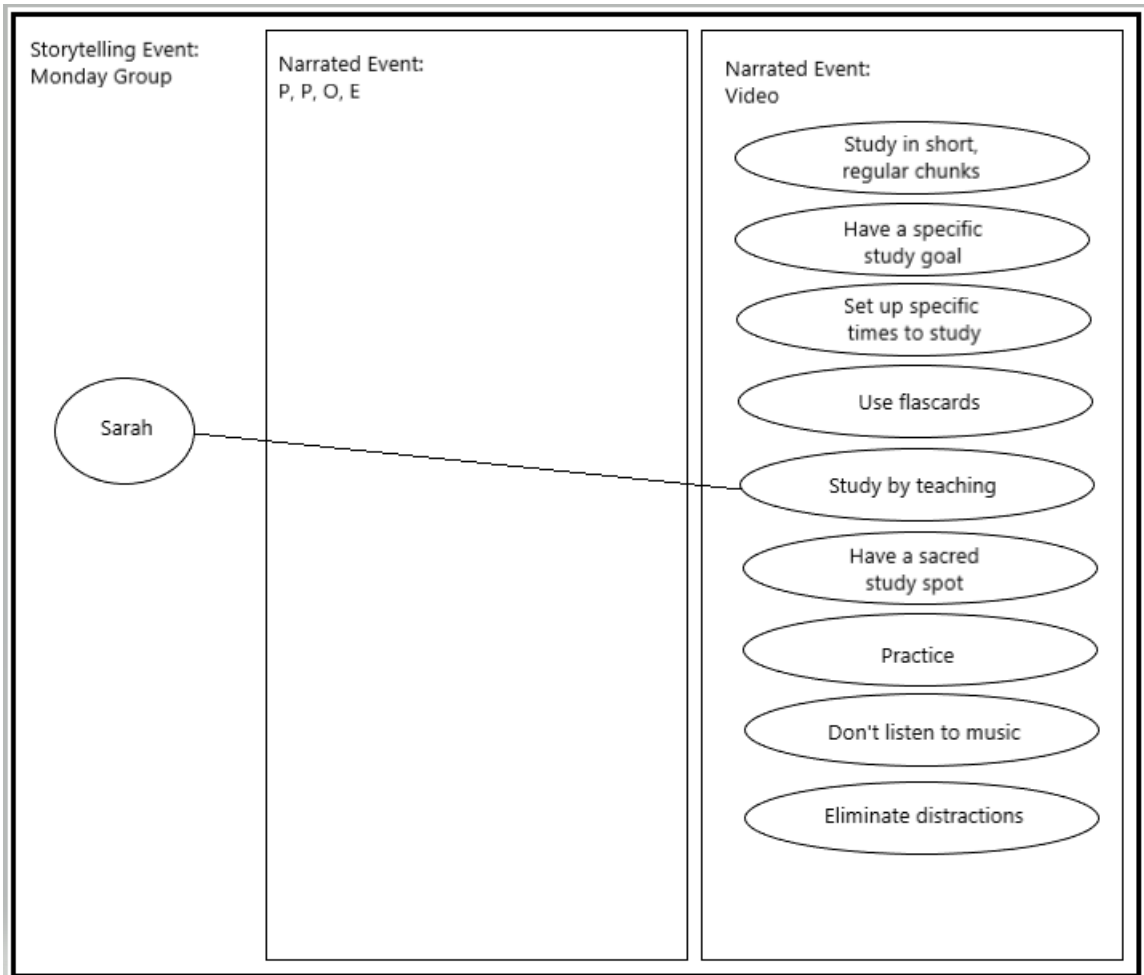 Storytelling Event:
Monday Group
Narrated Event:
P, P, O, E
Narrated Event:
Video
Study in short,
regular chunks
Have a specific
study goal
Set up specific
times to study
Use flascards
Sarah
Study by teaching
Have a sacred
study spot
Practice
Don't listen to music
Eliminate distractions